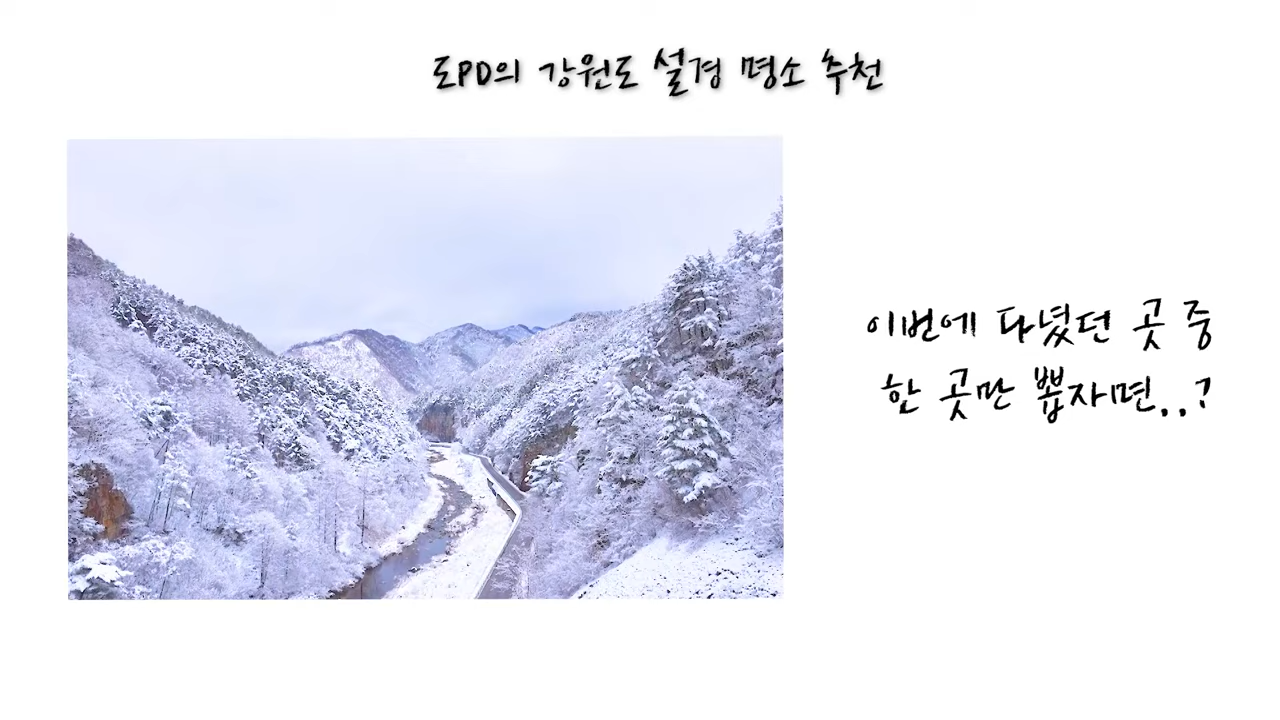 도PD의 강원도 설경 명소 추천
이번에 다녔던 곳 중
한 곳만 뽑자면..?